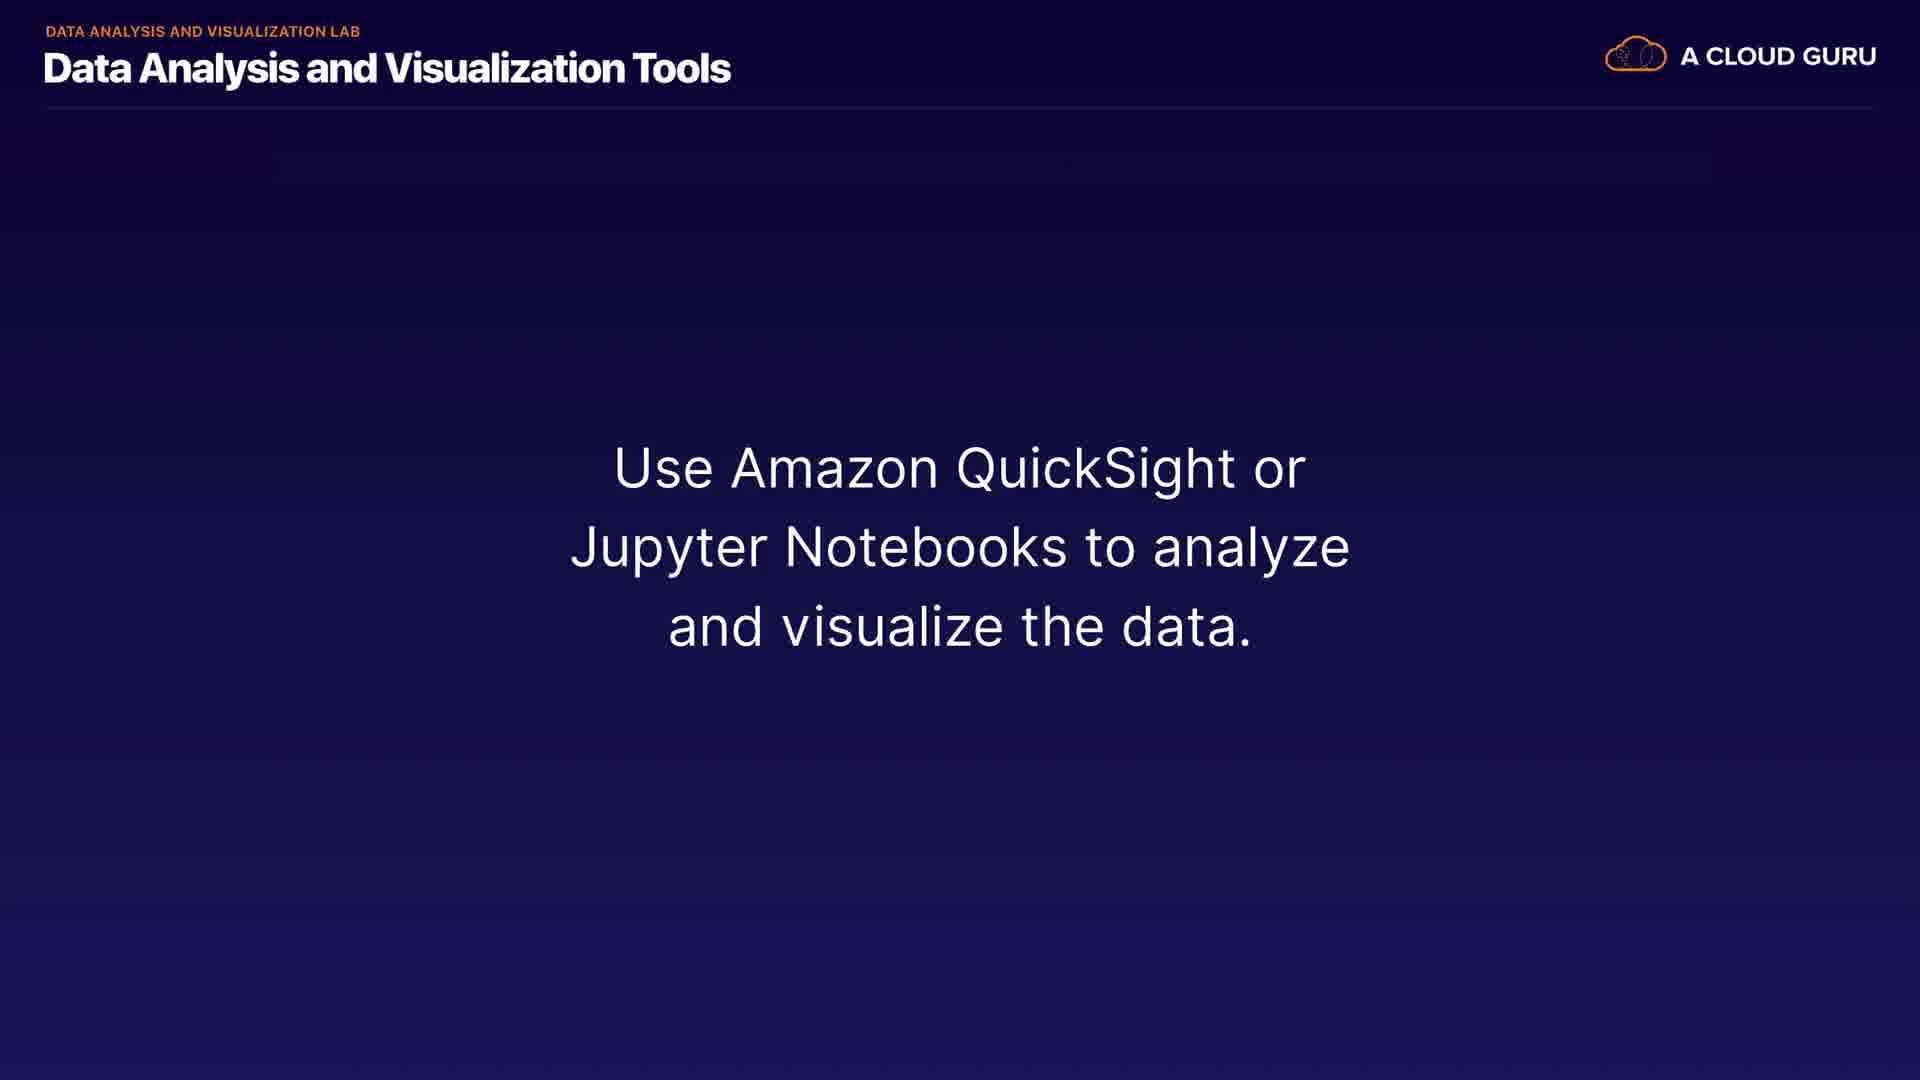 DATA ANALYSIS AND VISUALIZATION LAB
Data Analysis and Visualization Tools
A CLOUD GURU
Use Amazon QuickSight or
Jupyter Notebooks to analyze
and visualize the data.